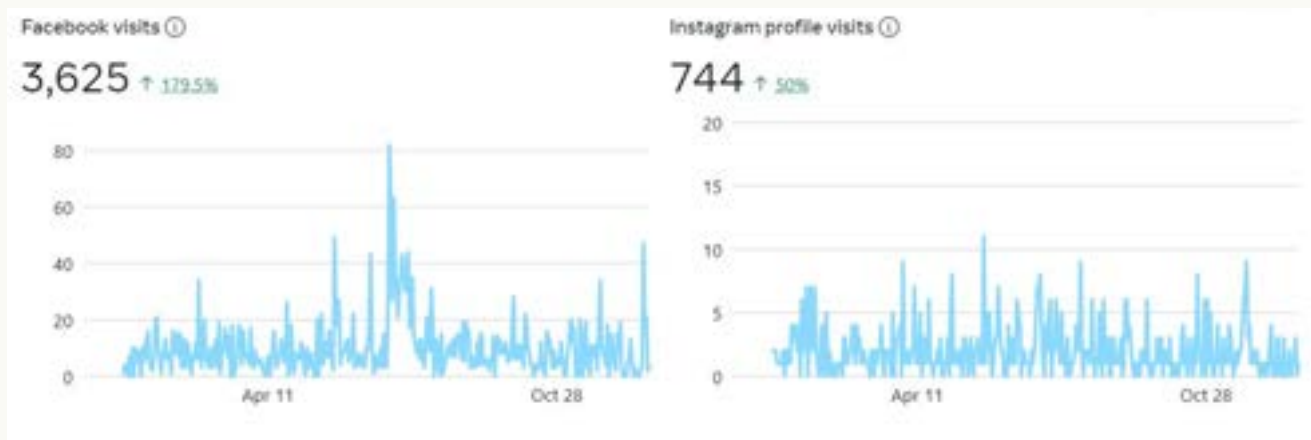 Facebook visits
3,625 ↑ 179.5%
80
60
40
20
0
Apr 11
Oct 28
Instagram profile visits
744 ↑ 50%
20
15
10
5
0
Apr 11
Oct 28